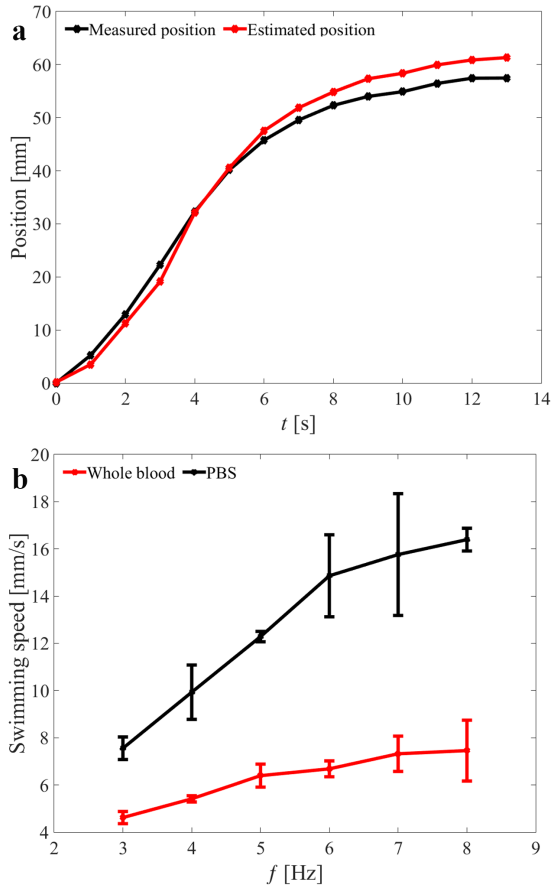 a
Measured position
Estimated position
70
60
50
40
30
20
10
0
Position [mm]
0 2 4 6 8 10 12 14
t [s]
b
Whole blood
PBS
20
18
16
14
12
10
8
6
4
Swimming speed [mm/s]
2 3 4 5 6 7 8 9
f [Hz]